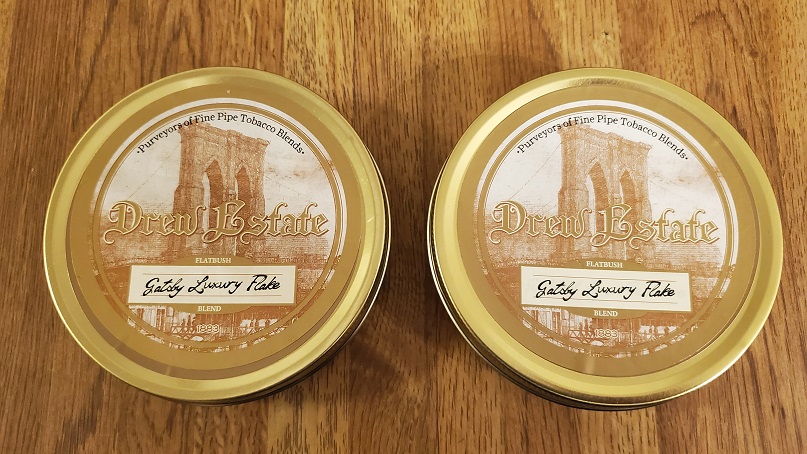 •Purveyors of Fine Pipe Tobacco Blends•
Drew Estate
FLATBUSH
Gatsby Luxury Flake
BLEND
1883
•Purveyors of Fine Pipe Tobacco Blends•
Drew Estate
FLATBUSH
Gatsby Luxury Flake
BLEND
1883